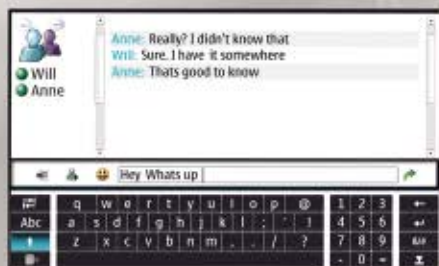 Anne: Really? I didn't know that
Will: Sure. I have it somewhere
Anne: Thats good to know
Will
Anne
Hey Whats up
q w e r t y u i o p @ 1 2 3
Abc a s d f g h j k l ; ' ! 4 5 6
z x c v b n m , . / ? 7 8 9
- 0 =